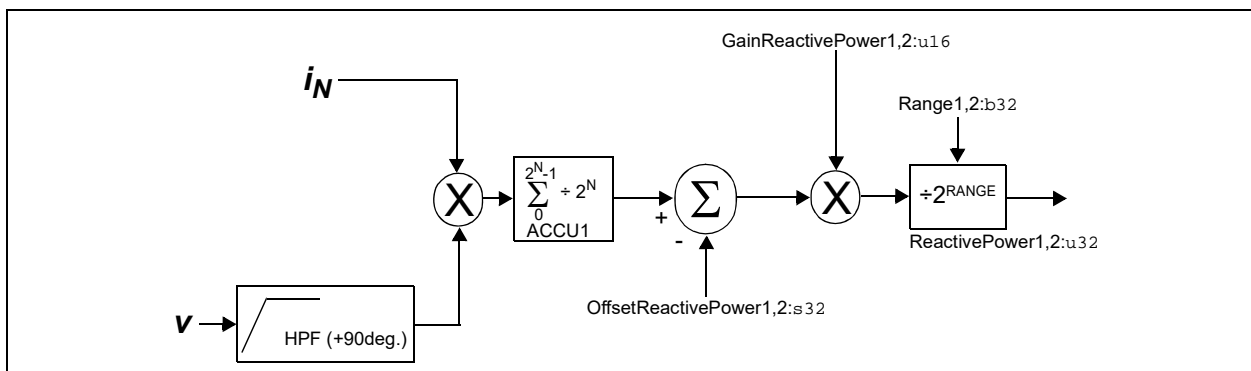 GainReactivePower1,2:u16
i_N
Range1,2:b32
X
2^N-1
∑ ÷ 2^N
0
ACCU1
+
-
Σ
X
÷2^RANGE
ReactivePower1,2:u32
OffsetReactivePower1,2:s32
v
HPF (+90deg.)